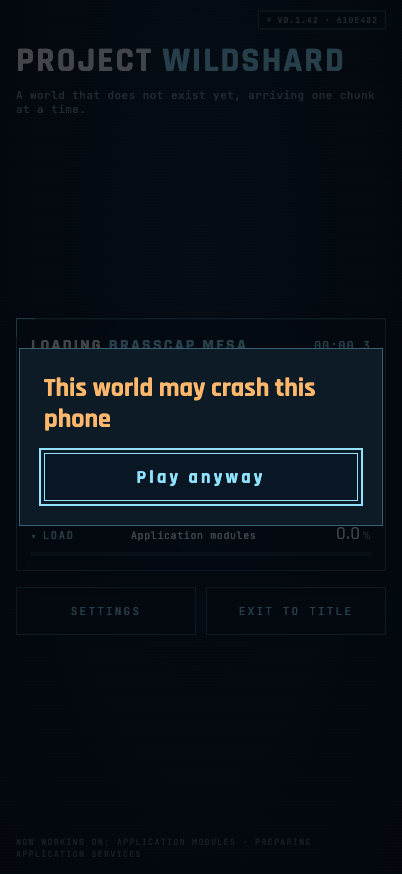 V0.1.42 · 610E482
PROJECT WILDSHARD
A world that does not exist yet, arriving one chunk
at a time.
LOADING BRASSCAP MESA 00:00.3
This world may crash this
phone
Play anyway
LOAD Application modules 0.0 %
SETTINGS EXIT TO TITLE
NOW WORKING ON: APPLICATION MODULES · PREPARING
APPLICATION SERVICES